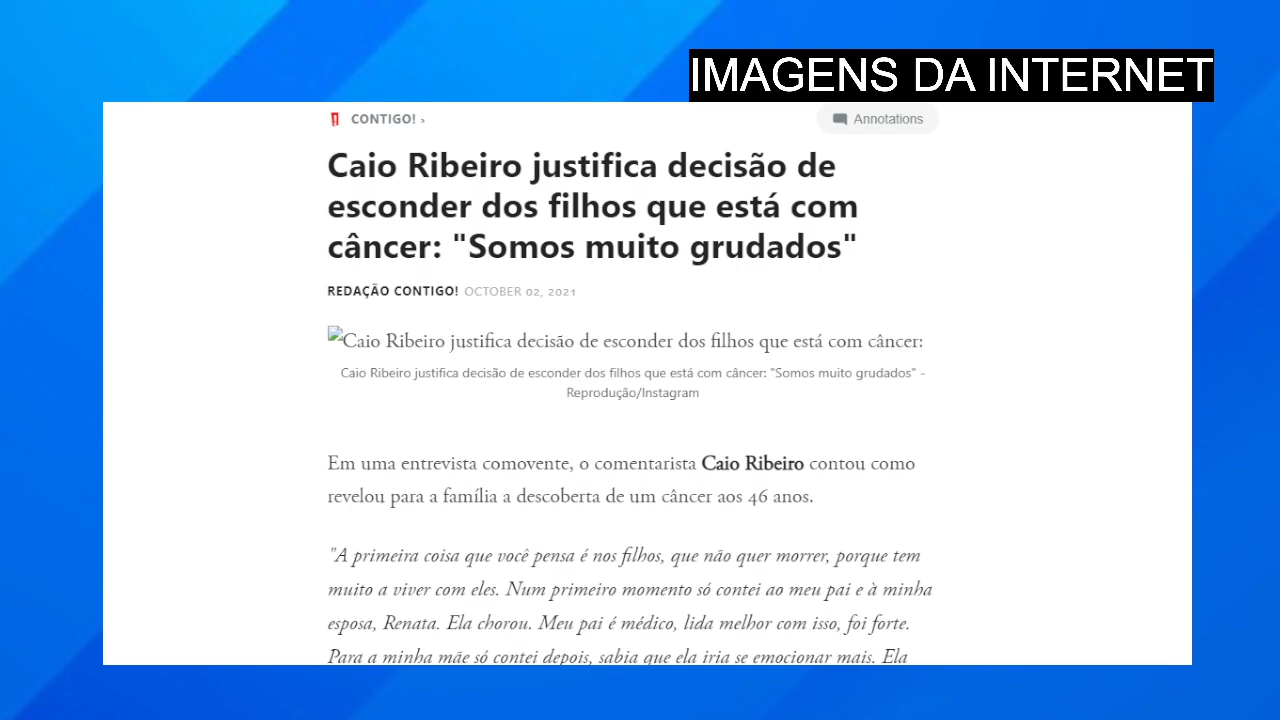 IMAGENS DA INTERNET
CONTIGO! ›
Annotations
Caio Ribeiro justifica decisão de
esconder dos filhos que está com
câncer: "Somos muito grudados"
REDAÇÃO CONTIGO! OCTOBER 02, 2021
Caio Ribeiro justifica decisão de esconder dos filhos que está com câncer:
Caio Ribeiro justifica decisão de esconder dos filhos que está com câncer: "Somos muito grudados" -
Reprodução/Instagram
Em uma entrevista comovente, o comentarista Caio Ribeiro contou como
revelou para a família a descoberta de um câncer aos 46 anos.
"A primeira coisa que você pensa é nos filhos, que não quer morrer, porque tem
muito a viver com eles. Num primeiro momento só contei ao meu pai e à minha
esposa, Renata. Ela chorou. Meu pai é médico, lida melhor com isso, foi forte.
Para a minha mãe só contei depois, sabia que ela iria se emocionar mais. Ela